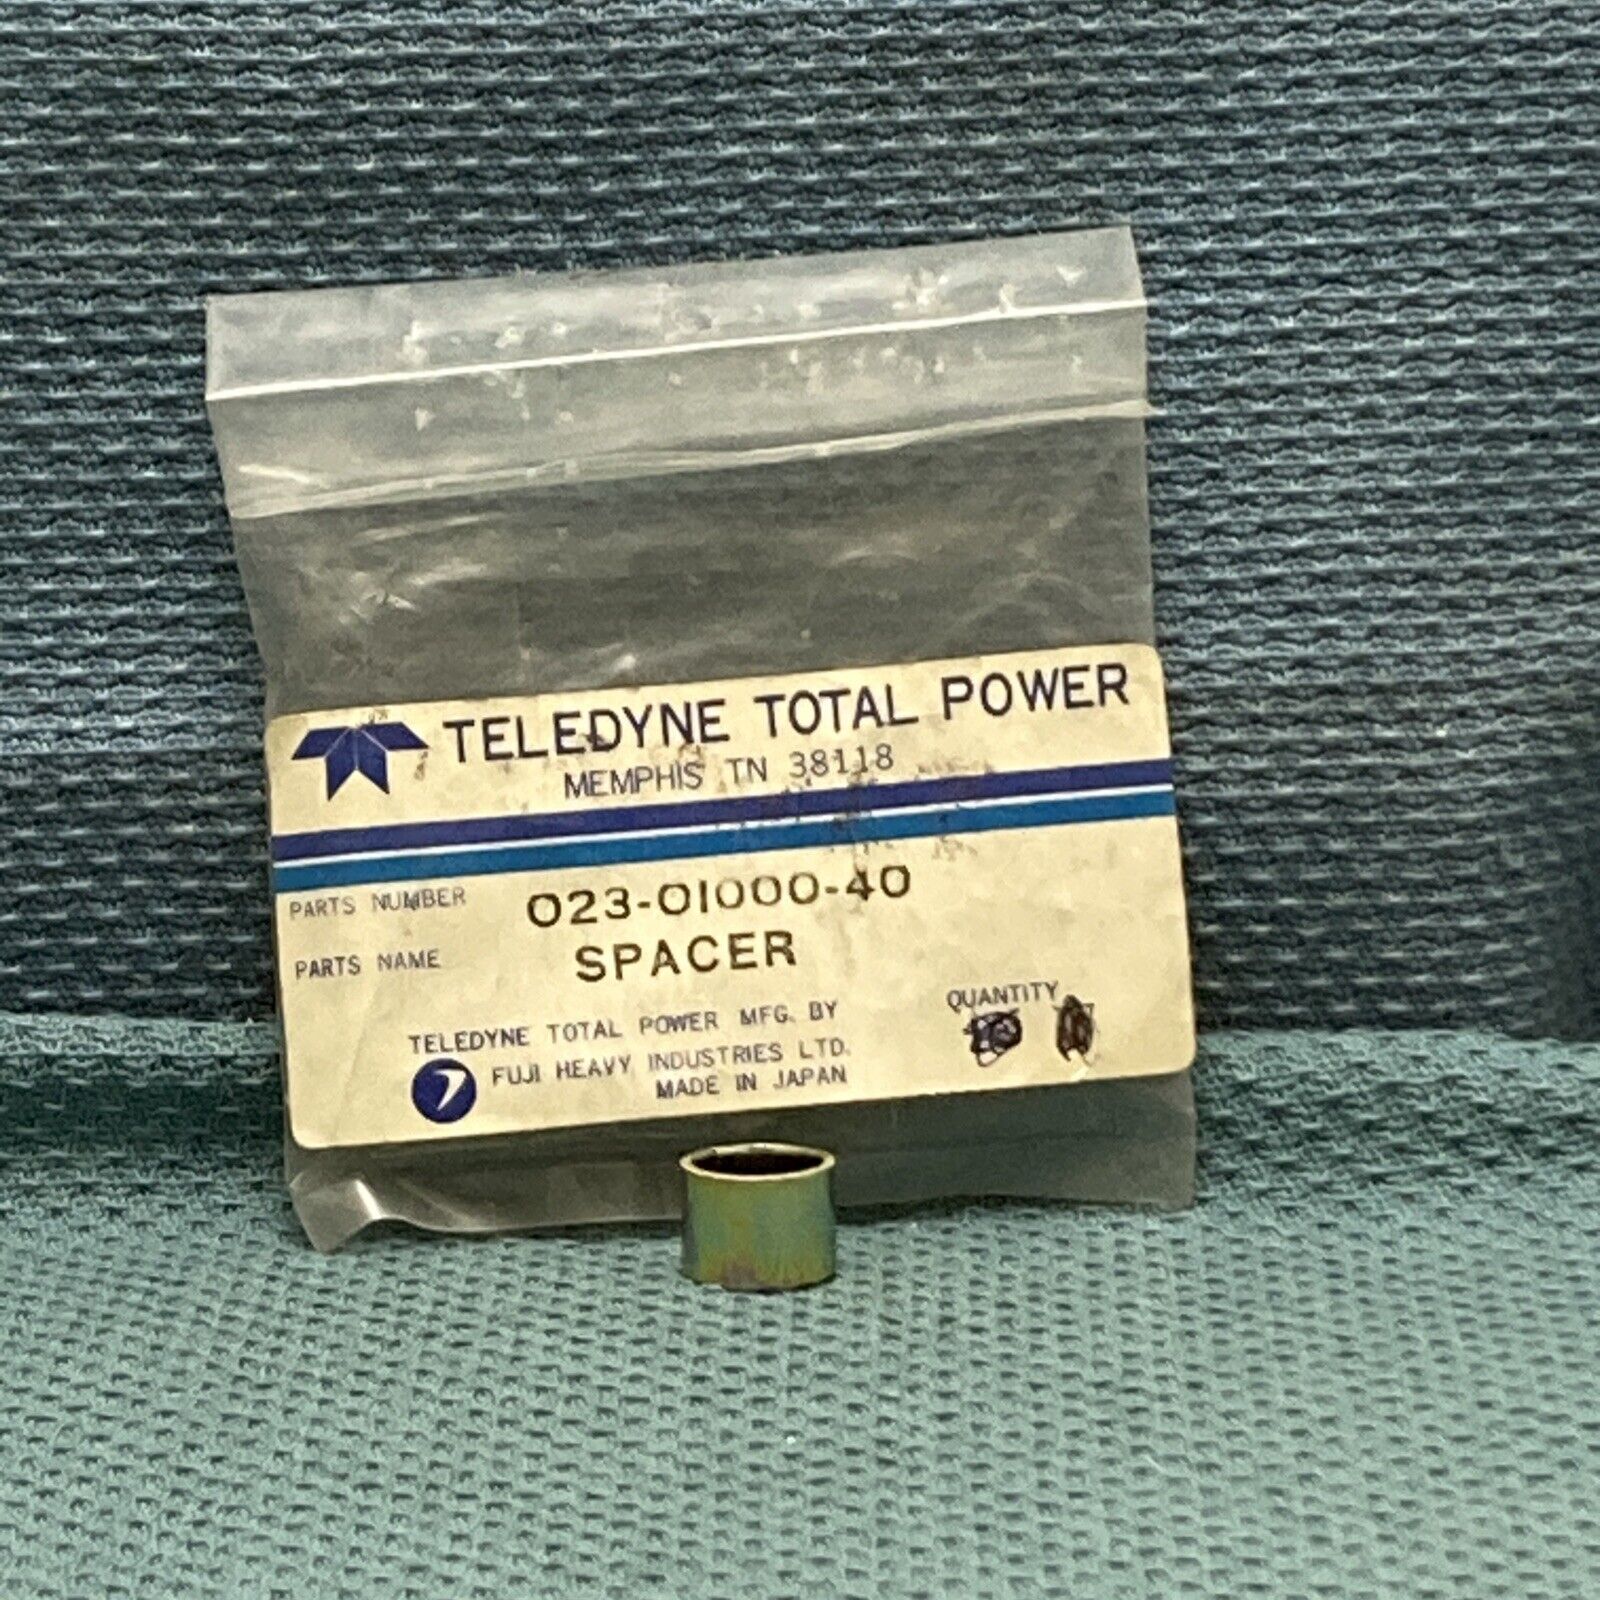 TELEDYNE TOTAL POWER
MEMPHIS TN 38118
PARTS NUMBER 023-01000-40
PARTS NAME SPACER
QUANTITY
TELEDYNE TOTAL POWER MFG. BY
FUJI HEAVY INDUSTRIES LTD.
MADE IN JAPAN